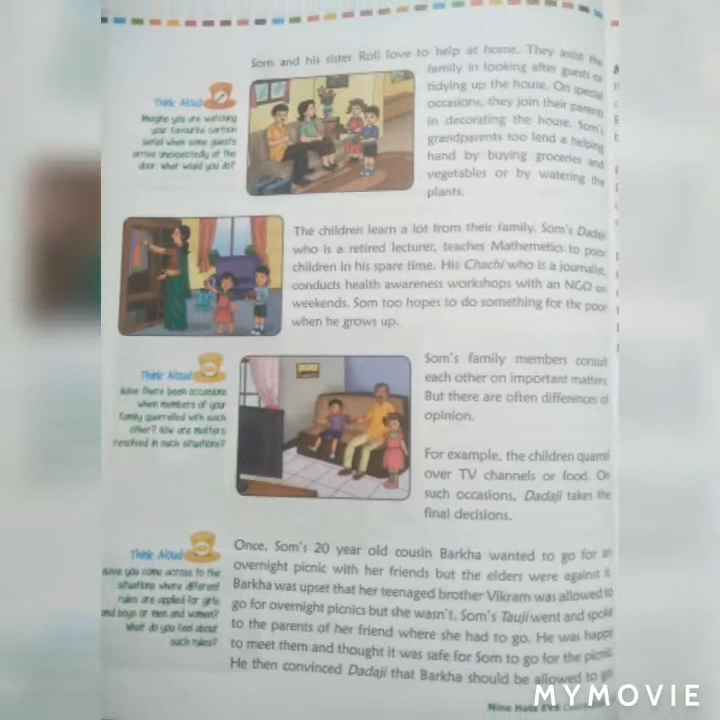 Som and his sister Roli love to help at home. They assist the
family in looking after guests or
tidying up the house. On special
occasions, they join their parents
in decorating the house. Som's
grandparents too lend a helping
hand by buying groceries and
vegetables or by watering the
plants.
Think Aloud
Imagine you are watching
your favourite cartoon
serial when some guests
arrive unexpectedly at the
door. What would you do?
The children learn a lot from their family. Som's Dadaji
who is a retired lecturer, teaches Mathemetics to poor
children in his spare time. His Chachi who is a journalist,
conducts health awareness workshops with an NGO on
weekends. Som too hopes to do something for the poor
when he grows up.
Think Aloud
Have there been occasions
when members of your
family quarrelled with each
other? How are matters
resolved in such situations?
Som's family members consult
each other on important matters.
But there are often differences of
opinion.
For example, the children quarrel
over TV channels or food. On
such occasions, Dadaji takes the
final decisions.
Think Aloud
Have you come across to the
situations where different
rules are applied for girls
and boys or men and women?
What do you feel about
such rules?
Once, Som's 20 year old cousin Barkha wanted to go for an
overnight picnic with her friends but the elders were against it.
Barkha was upset that her teenaged brother Vikram was allowed to
go for overnight picnics but she wasn't. Som's Tauji went and spoke
to the parents of her friend where she had to go. He was happy
to meet them and thought it was safe for Som to go for the picnic.
He then convinced Dadaji that Barkha should be allowed to go
Nine Hats EVS
MYMOVIE